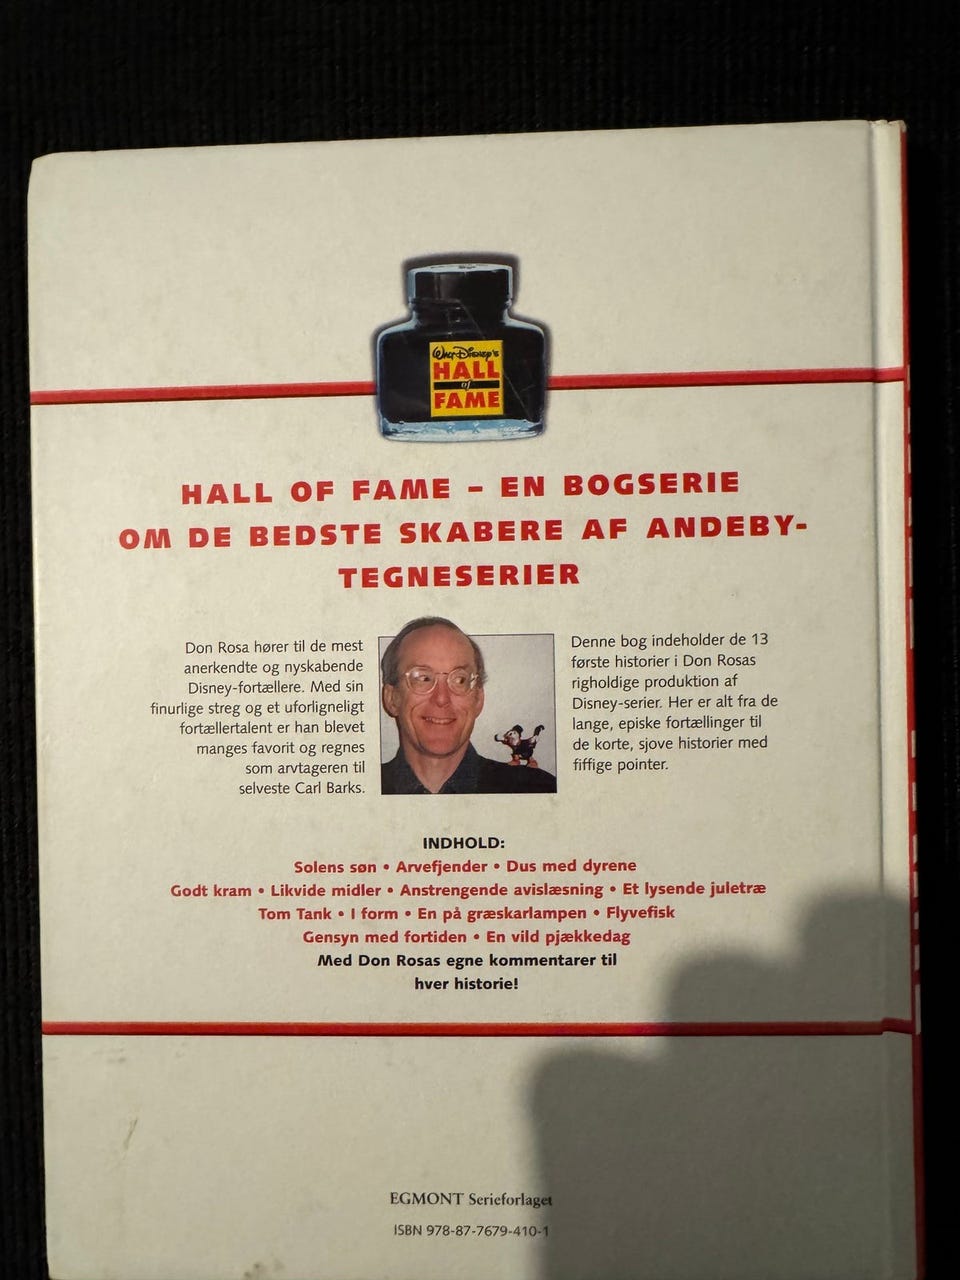 Walt Disney's
HALL
of
FAME
HALL OF FAME – EN BOGSERIE
OM DE BEDSTE SKABERE AF ANDEBY-
TEGNESERIER
Don Rosa hører til de mest
anerkendte og nyskabende
Disney-fortællere. Med sin
finurlige streg og et uforligneligt
fortællertalent er han blevet
manges favorit og regnes
som arvtageren til
selveste Carl Barks.
Denne bog indeholder de 13
første historier i Don Rosas
righoldige produktion af
Disney-serier. Her er alt fra de
lange, episke fortællinger til
de korte, sjove historier med
fiffige pointer.
INDHOLD:
Solens søn • Arvefjender • Dus med dyrene
Godt kram • Likvide midler • Anstrengende avislæsning • Et lysende juletræ
Tom Tank • I form • En på græskarlampen • Flyvefisk
Gensyn med fortiden • En vild pjækkedag
Med Don Rosas egne kommentarer til
hver historie!
EGMONT Serieforlaget
ISBN 978-87-7679-410-1